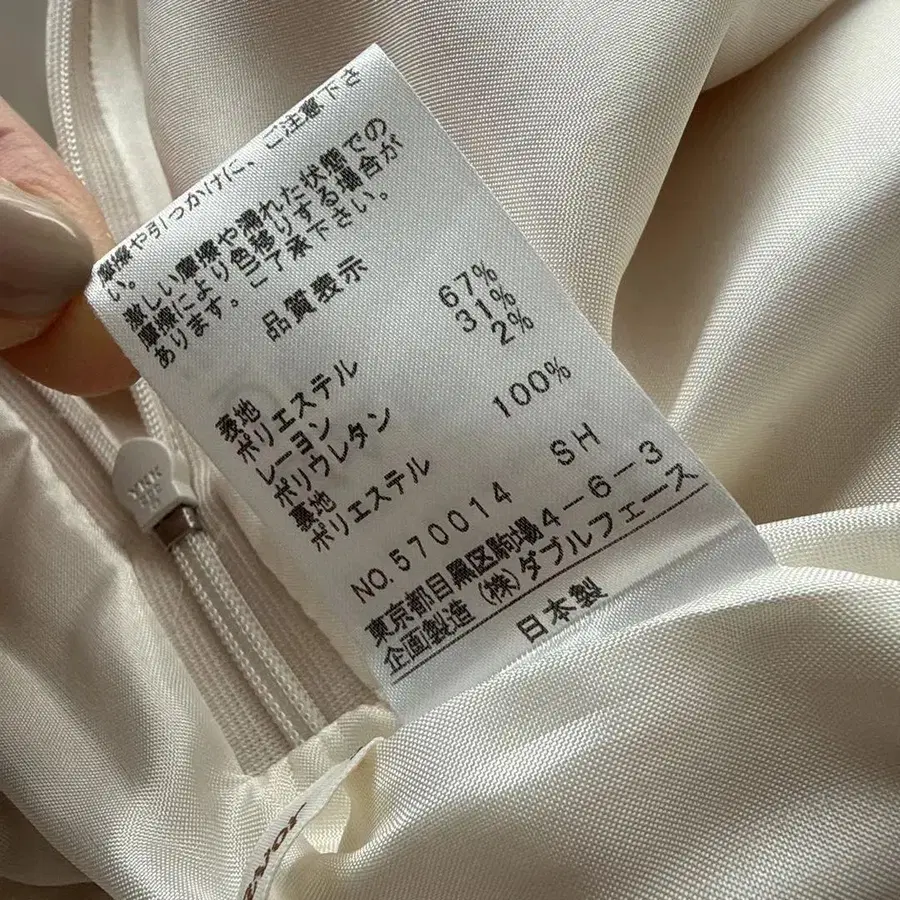 摩擦や引っかけに、ご注意下さ
い。
激しい摩擦や濡れた状態での
摩擦により色移りする場合が
あります。ご了承下さい。
品質表示
表地
ポリエステル 67%
レーヨン 31%
ポリウレタン 2%
裏地
ポリエステル 100%
NO.570014 SH
東京都目黒区駒場4-6-3
企画製造 (株)ダブルフェース
日本製
YKK